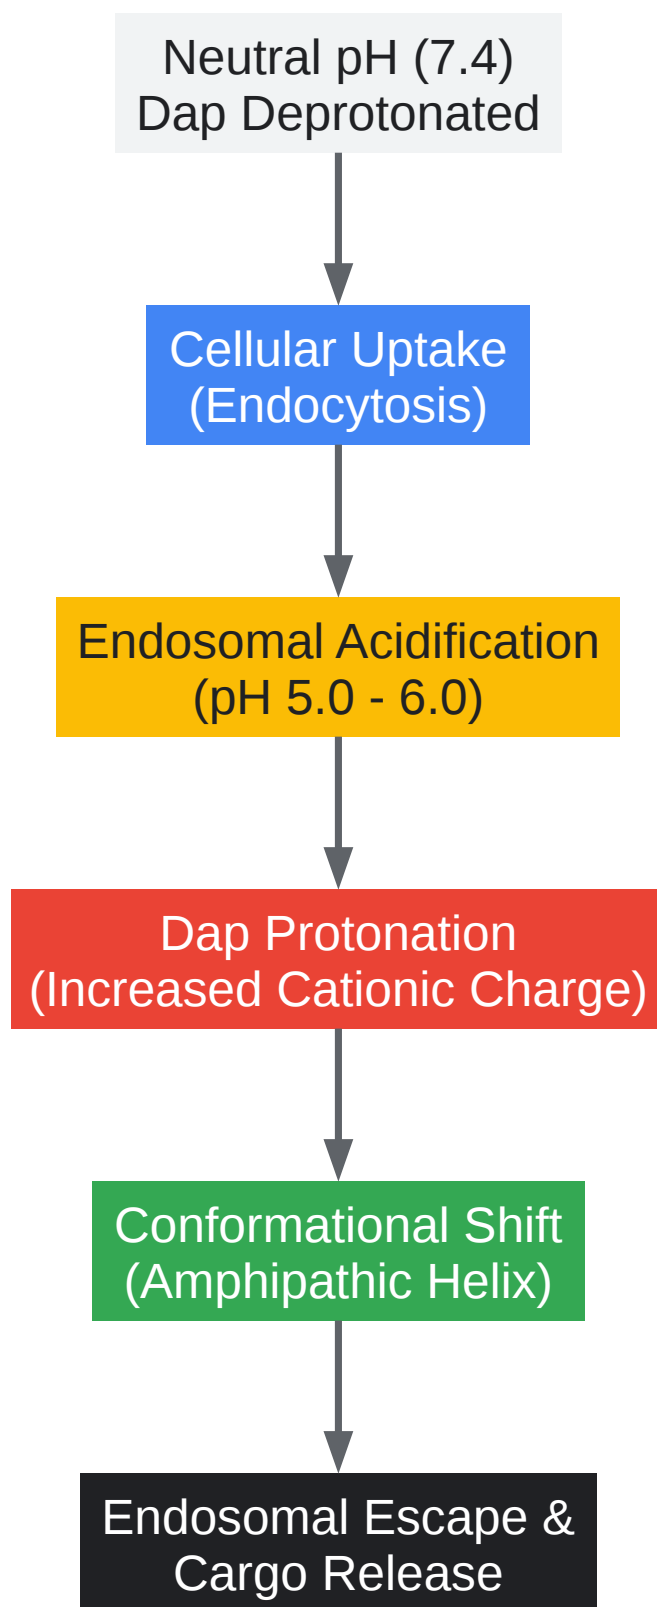 Neutral pH (7.4)
Dap Deprotonated
Cellular Uptake
(Endocytosis)
Endosomal Acidification
(pH 5.0 - 6.0)
Dap Protonation
(Increased Cationic Charge)
Conformational Shift
(Amphipathic Helix)
Endosomal Escape &
Cargo Release